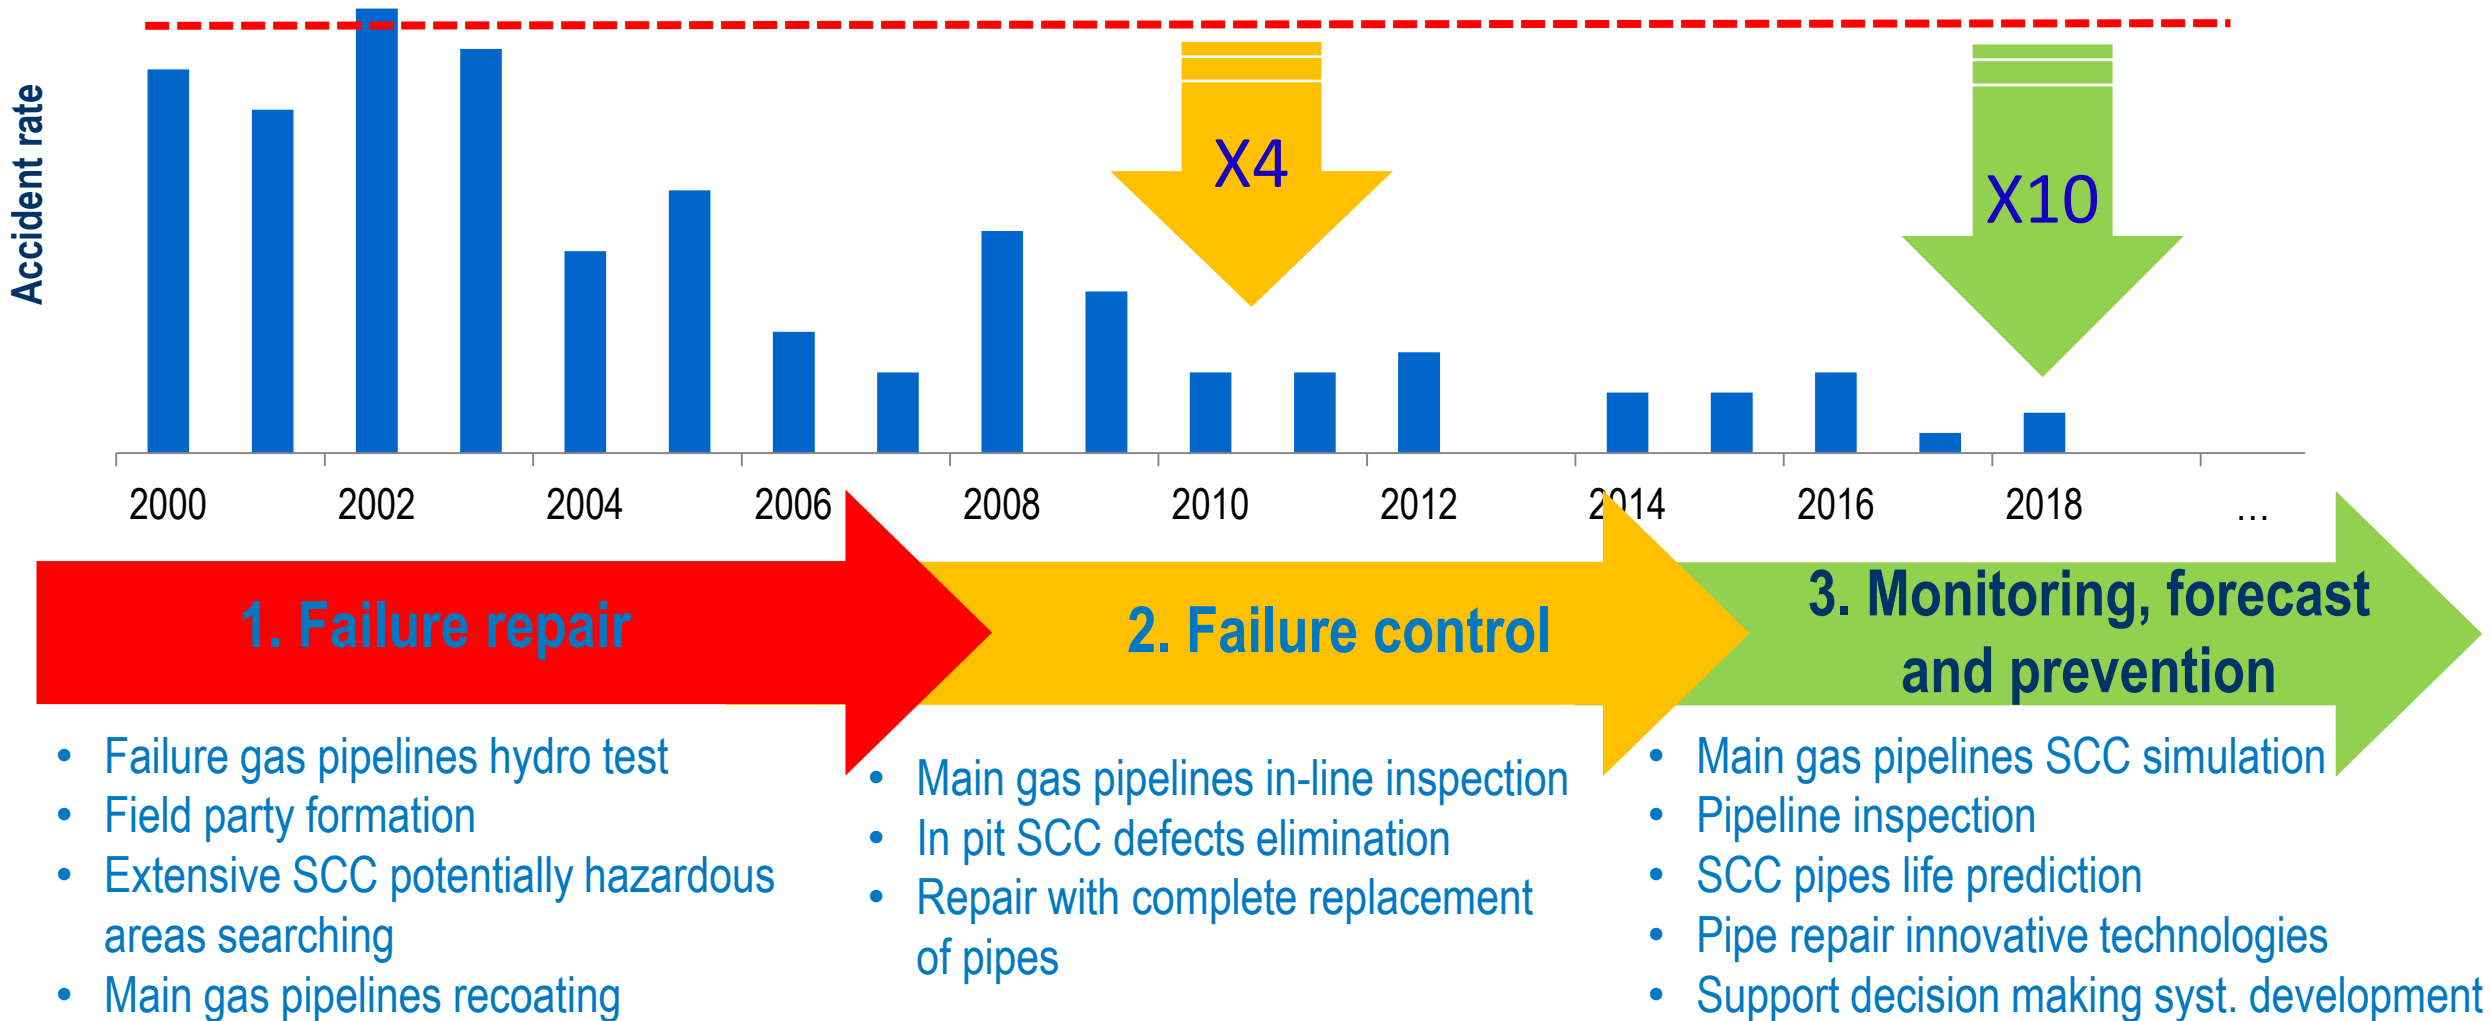 Accident rate
X4
X10
2000 2002 2004 2006 2008 2010 2012 2014 2016 2018 ...
1. Failure repair
2. Failure control
3. Monitoring, forecast
and prevention
• Failure gas pipelines hydro test
• Field party formation
• Extensive SCC potentially hazardous
areas searching
• Main gas pipelines recoating
• Main gas pipelines in-line inspection
• In pit SCC defects elimination
• Repair with complete replacement
of pipes
• Main gas pipelines SCC simulation
• Pipeline inspection
• SCC pipes life prediction
• Pipe repair innovative technologies
• Support decision making syst. development